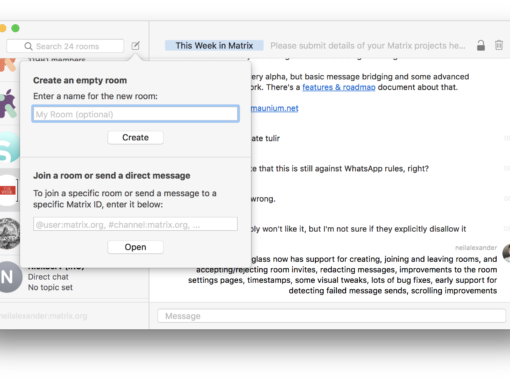 Search 24 rooms
This Week in Matrix
Please submit details of your Matrix projects he...
11981 members
Create an empty room
Enter a name for the new room:
My Room (optional)
Create
Join a room or send a direct message
To join a specific room or send a message to a
specific Matrix ID, enter it below:
@user:matrix.org, #channel:matrix.org, ...
Open
Direct chat
No topic set
neilalexander:matrix.org
ery alpha, but basic message bridging and some advanced
ork. There's a features & roadmap document about that.
maunium.net
te tulir
te that this is still against WhatsApp rules, right?
wrong.
bly won't like it, but I'm not sure if they explicitly disallow it
neilalexander
glass now has support for creating, joining and leaving rooms, and
accepting/rejecting room invites, redacting messages, improvements to the room
settings pages, timestamps, some visual tweaks, lots of bug fixes, early support for
detecting failed message sends, scrolling improvements
Message
N